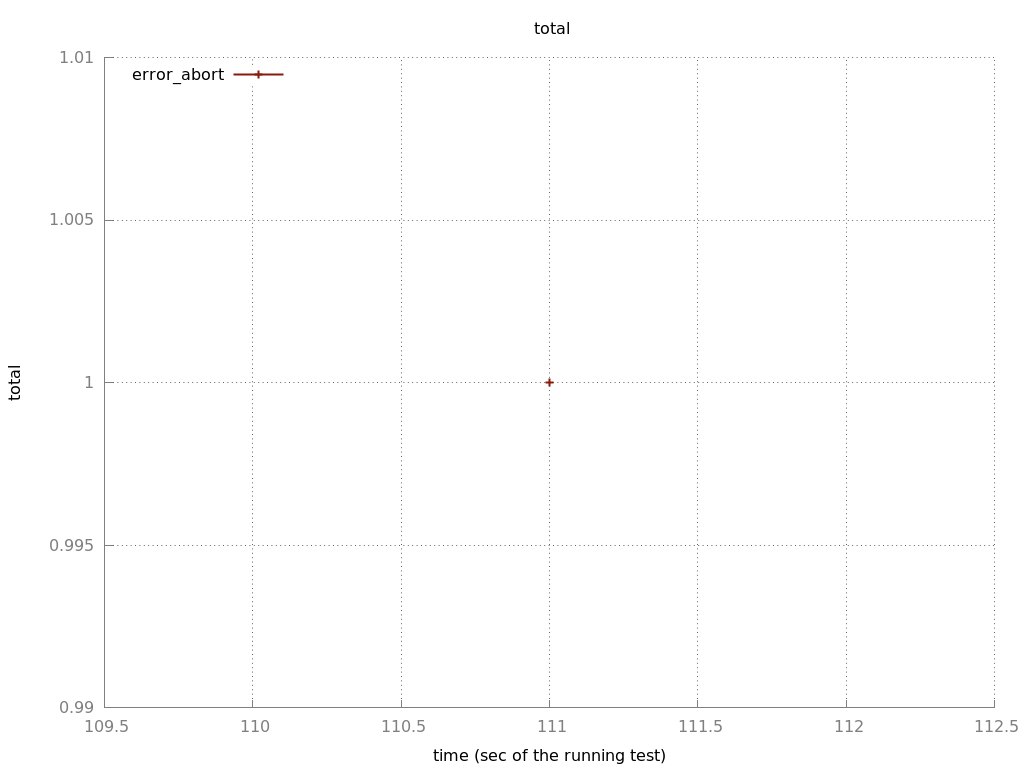 total
1.01
error_abort
1.005
total
1
0.995
0.99
109.5 110 110.5 111 111.5 112 112.5
time (sec of the running test)